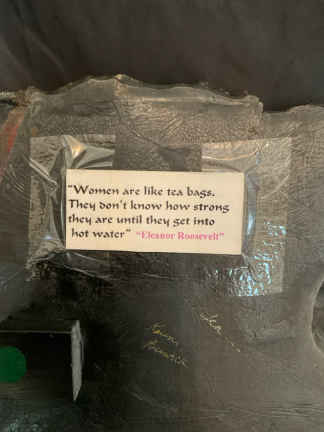 “Women are like tea bags.
They don't know how strong
they are until they get into
hot water” “Eleanor Roosevelt”